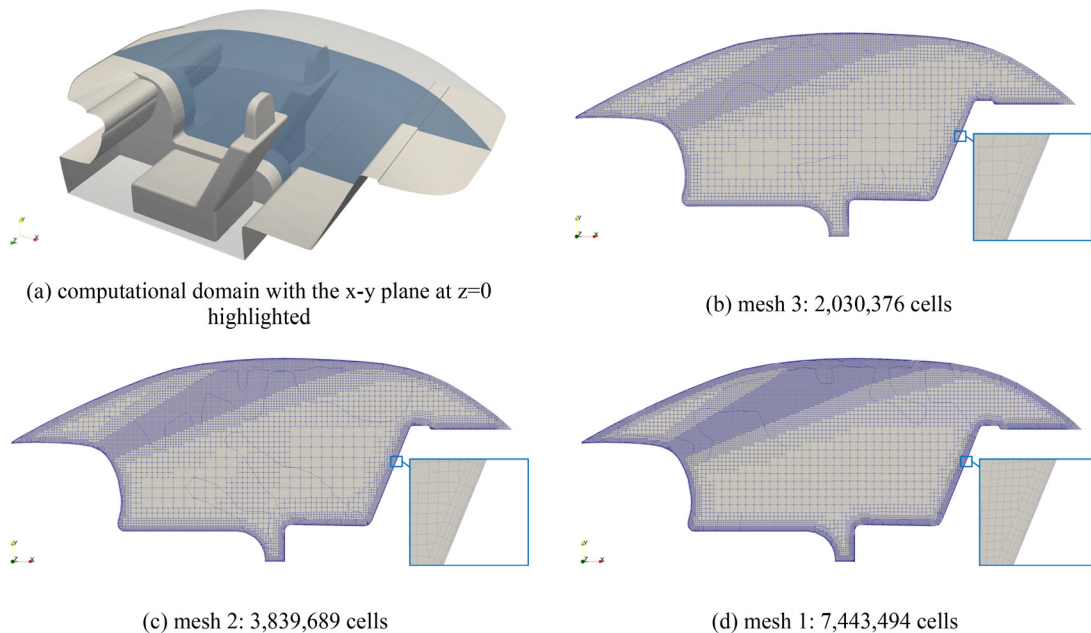 (a) computational domain with the x-y plane at z=0
highlighted
(b) mesh 3: 2,030,376 cells
(c) mesh 2: 3,839,689 cells
(d) mesh 1: 7,443,494 cells